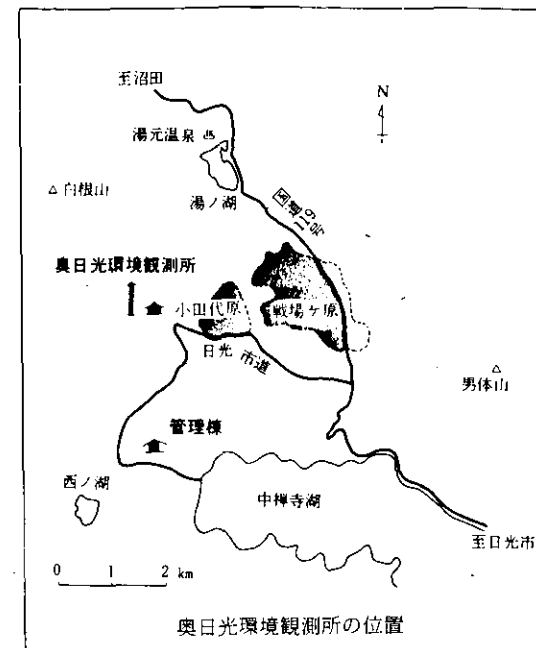 至沼田
N
湯元温泉
△白根山
湯ノ湖
国道119号
奥日光環境観測所
小田代原
戦場ケ原
日光市道
男体山
管理棟
西ノ湖
中禅寺湖
至日光市
0 1 2 km
奥日光環境観測所の位置